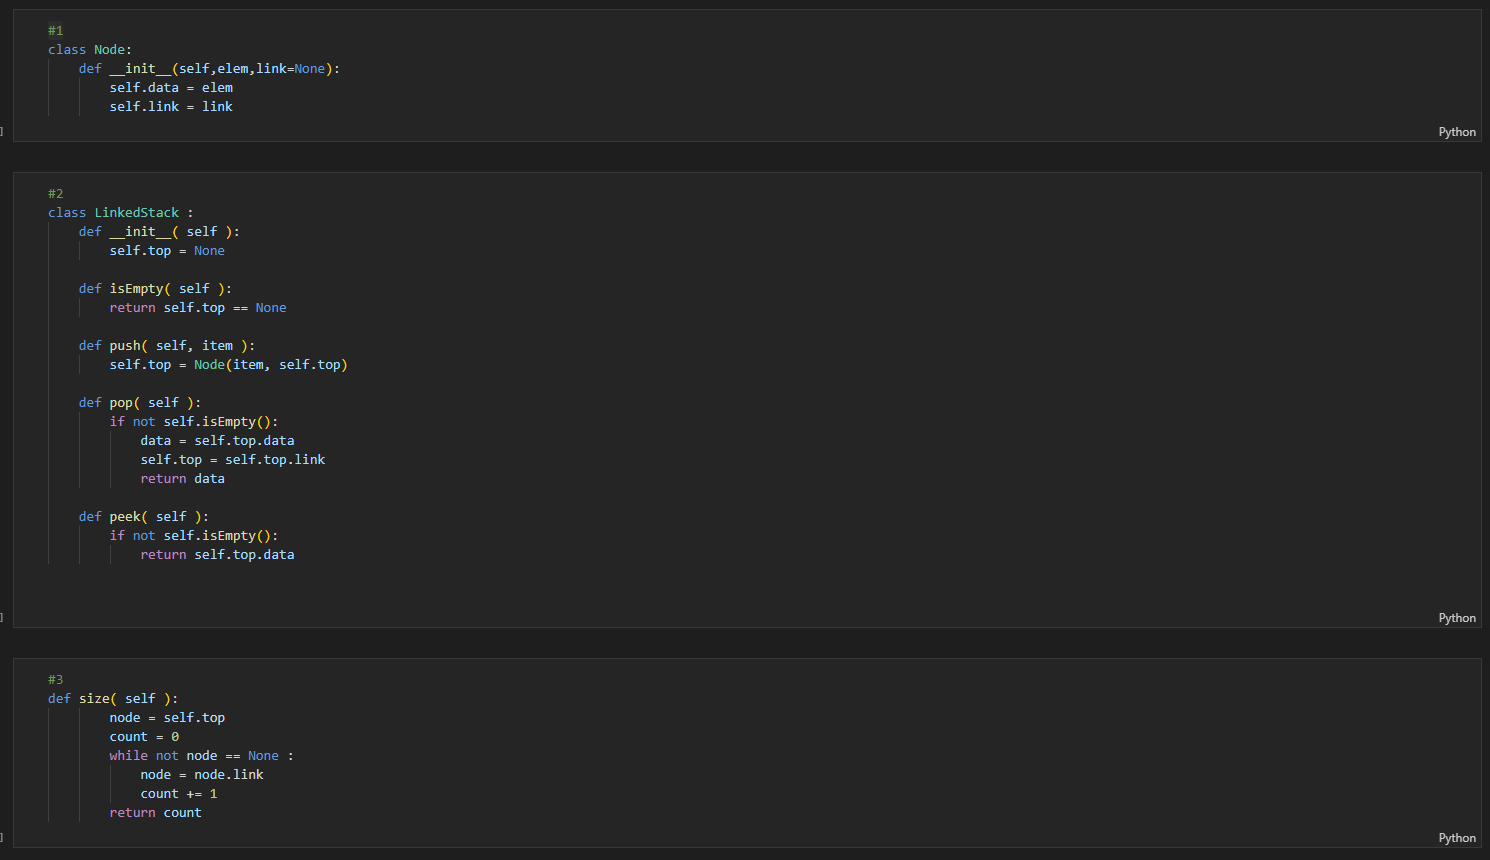 #1
class Node:
    def __init__(self,elem,link=None):
        self.data = elem
        self.link = link
]
Python
#2
class LinkedStack :
    def __init__( self ):
        self.top = None

    def isEmpty( self ):
        return self.top == None

    def push( self, item ):
        self.top = Node(item, self.top)

    def pop( self ):
        if not self.isEmpty():
            data = self.top.data
            self.top = self.top.link
            return data

    def peek( self ):
        if not self.isEmpty():
            return self.top.data
]
Python
#3
def size( self ):
        node = self.top
        count = 0
        while not node == None :
            node = node.link
            count += 1
        return count
]
Python